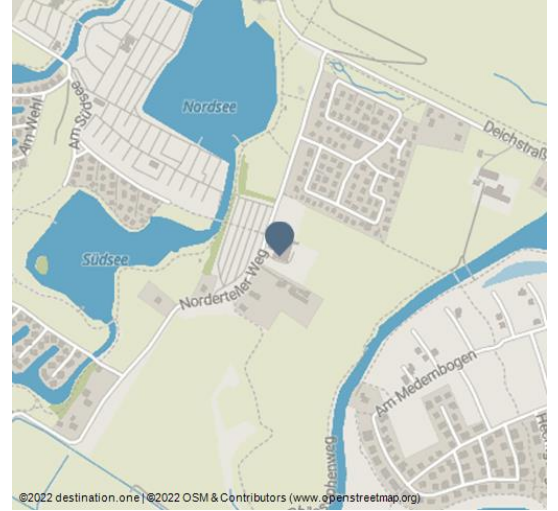 Nordsee
Am Wehl
Am Südsee
Deichstraß
Südsee
Norderteiler Weg
Am Medembogen
©2022 destination.one | ©2022 OSM & Contributors (www.openstreetmap.org)